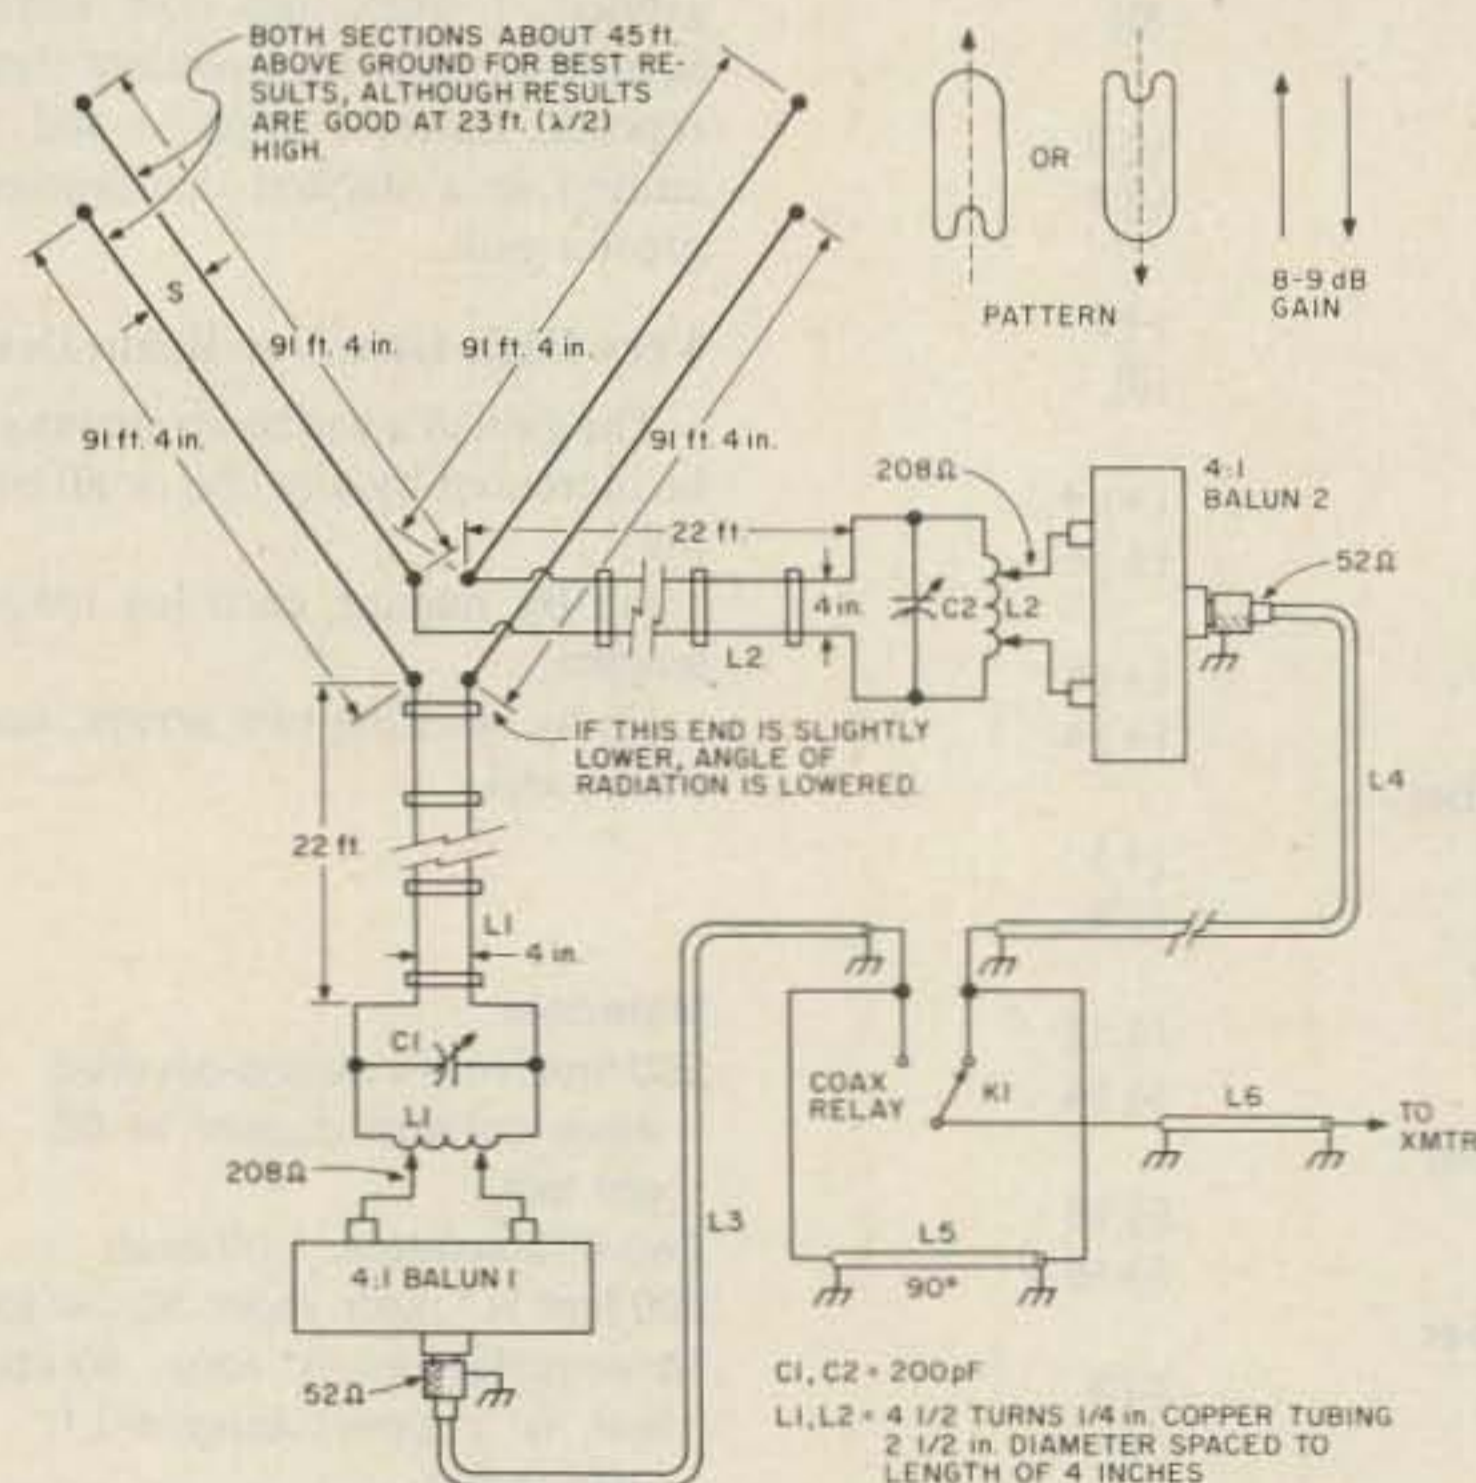 BOTH SECTIONS ABOUT 45 ft.
ABOVE GROUND FOR BEST RE-
SULTS, ALTHOUGH RESULTS
ARE GOOD AT 23 ft. (λ/2)
HIGH.
OR
PATTERN
8-9 dB
GAIN
S
91 ft. 4 in.
91 ft. 4 in.
91 ft. 4 in.
91 ft. 4 in.
208Ω
4:1
BALUN 2
22 ft.
52Ω
4 in.
C2
L2
L2
IF THIS END IS SLIGHTLY
LOWER, ANGLE OF
RADIATION IS LOWERED.
L4
22 ft.
L1
4 in.
C1
L1
COAX
RELAY
K1
L6
TO
XMTR
208Ω
L3
L5
90°
4:1 BALUN 1
52Ω
C1, C2 = 200pF
L1, L2 = 4 1/2 TURNS 1/4 in. COPPER TUBING
2 1/2 in. DIAMETER SPACED TO
LENGTH OF 4 INCHES